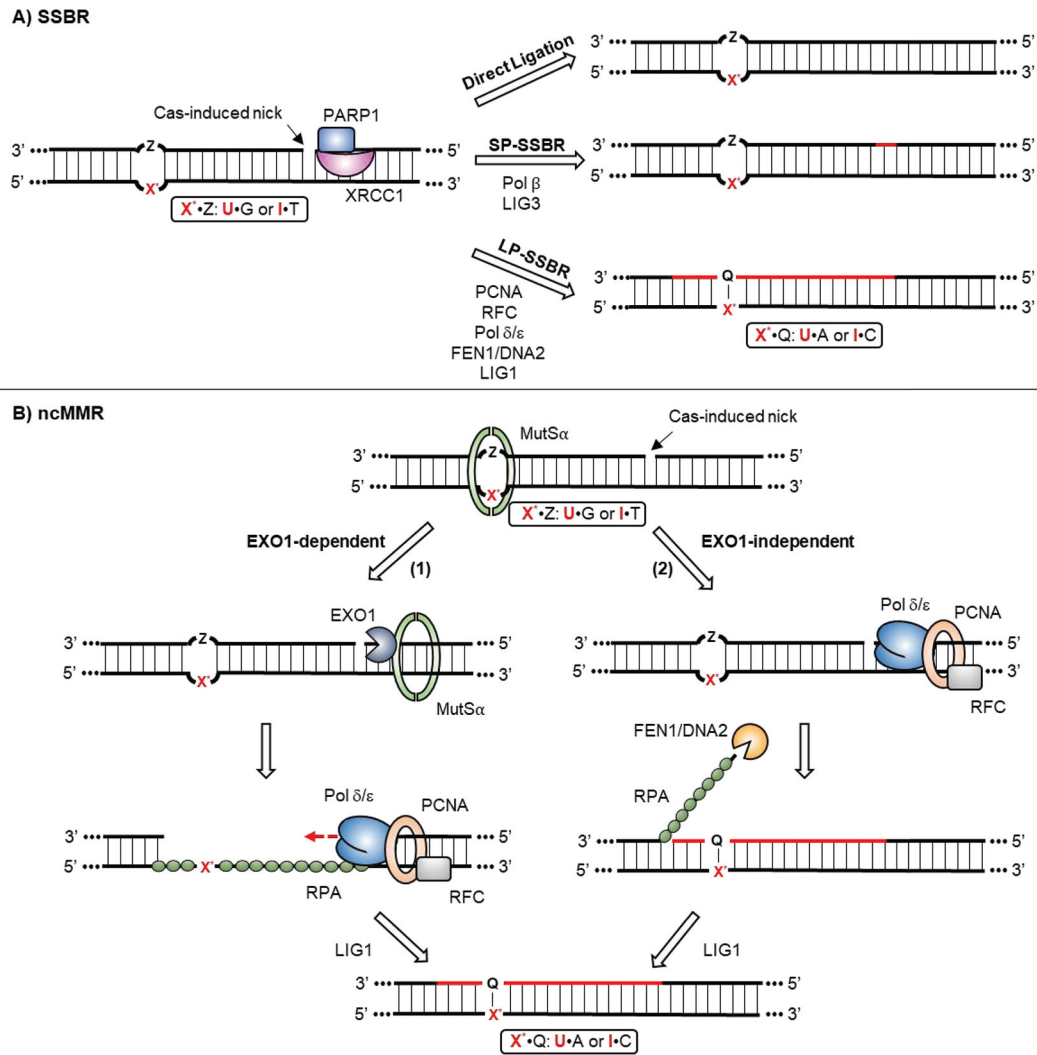 A) SSBR
Cas-induced nick
PARP1
3’ ••• Z ••• 5’
5’ ••• X* ••• 3’
XRCC1
X*•Z: U•G or I•T
Direct Ligation
3’ ••• Z ••• 5’
5’ ••• X* ••• 3’
SP-SSBR
Pol β
LIG3
3’ ••• Z ••• 5’
5’ ••• X* ••• 3’
LP-SSBR
PCNA
RFC
Pol δ/ε
FEN1/DNA2
LIG1
3’ ••• Q ••• 5’
5’ ••• X* ••• 3’
X*•Q: U•A or I•C
B) ncMMR
MutSα
Cas-induced nick
3’ ••• Z ••• 5’
5’ ••• X* ••• 3’
X*•Z: U•G or I•T
EXO1-dependent
(1)
EXO1-independent
(2)
EXO1
3’ ••• Z ••• 5’
5’ ••• X* ••• 3’
MutSα
Pol δ/ε
PCNA
3’ ••• Z ••• 5’
5’ ••• X* ••• 3’
RFC
Pol δ/ε
PCNA
3’ ••• ••• 5’
5’ ••• X* ••• 3’
RPA
RFC
FEN1/DNA2
RPA
3’ ••• Q ••• 5’
5’ ••• X* ••• 3’
LIG1
LIG1
3’ ••• Q ••• 5’
5’ ••• X* ••• 3’
X*•Q: U•A or I•C